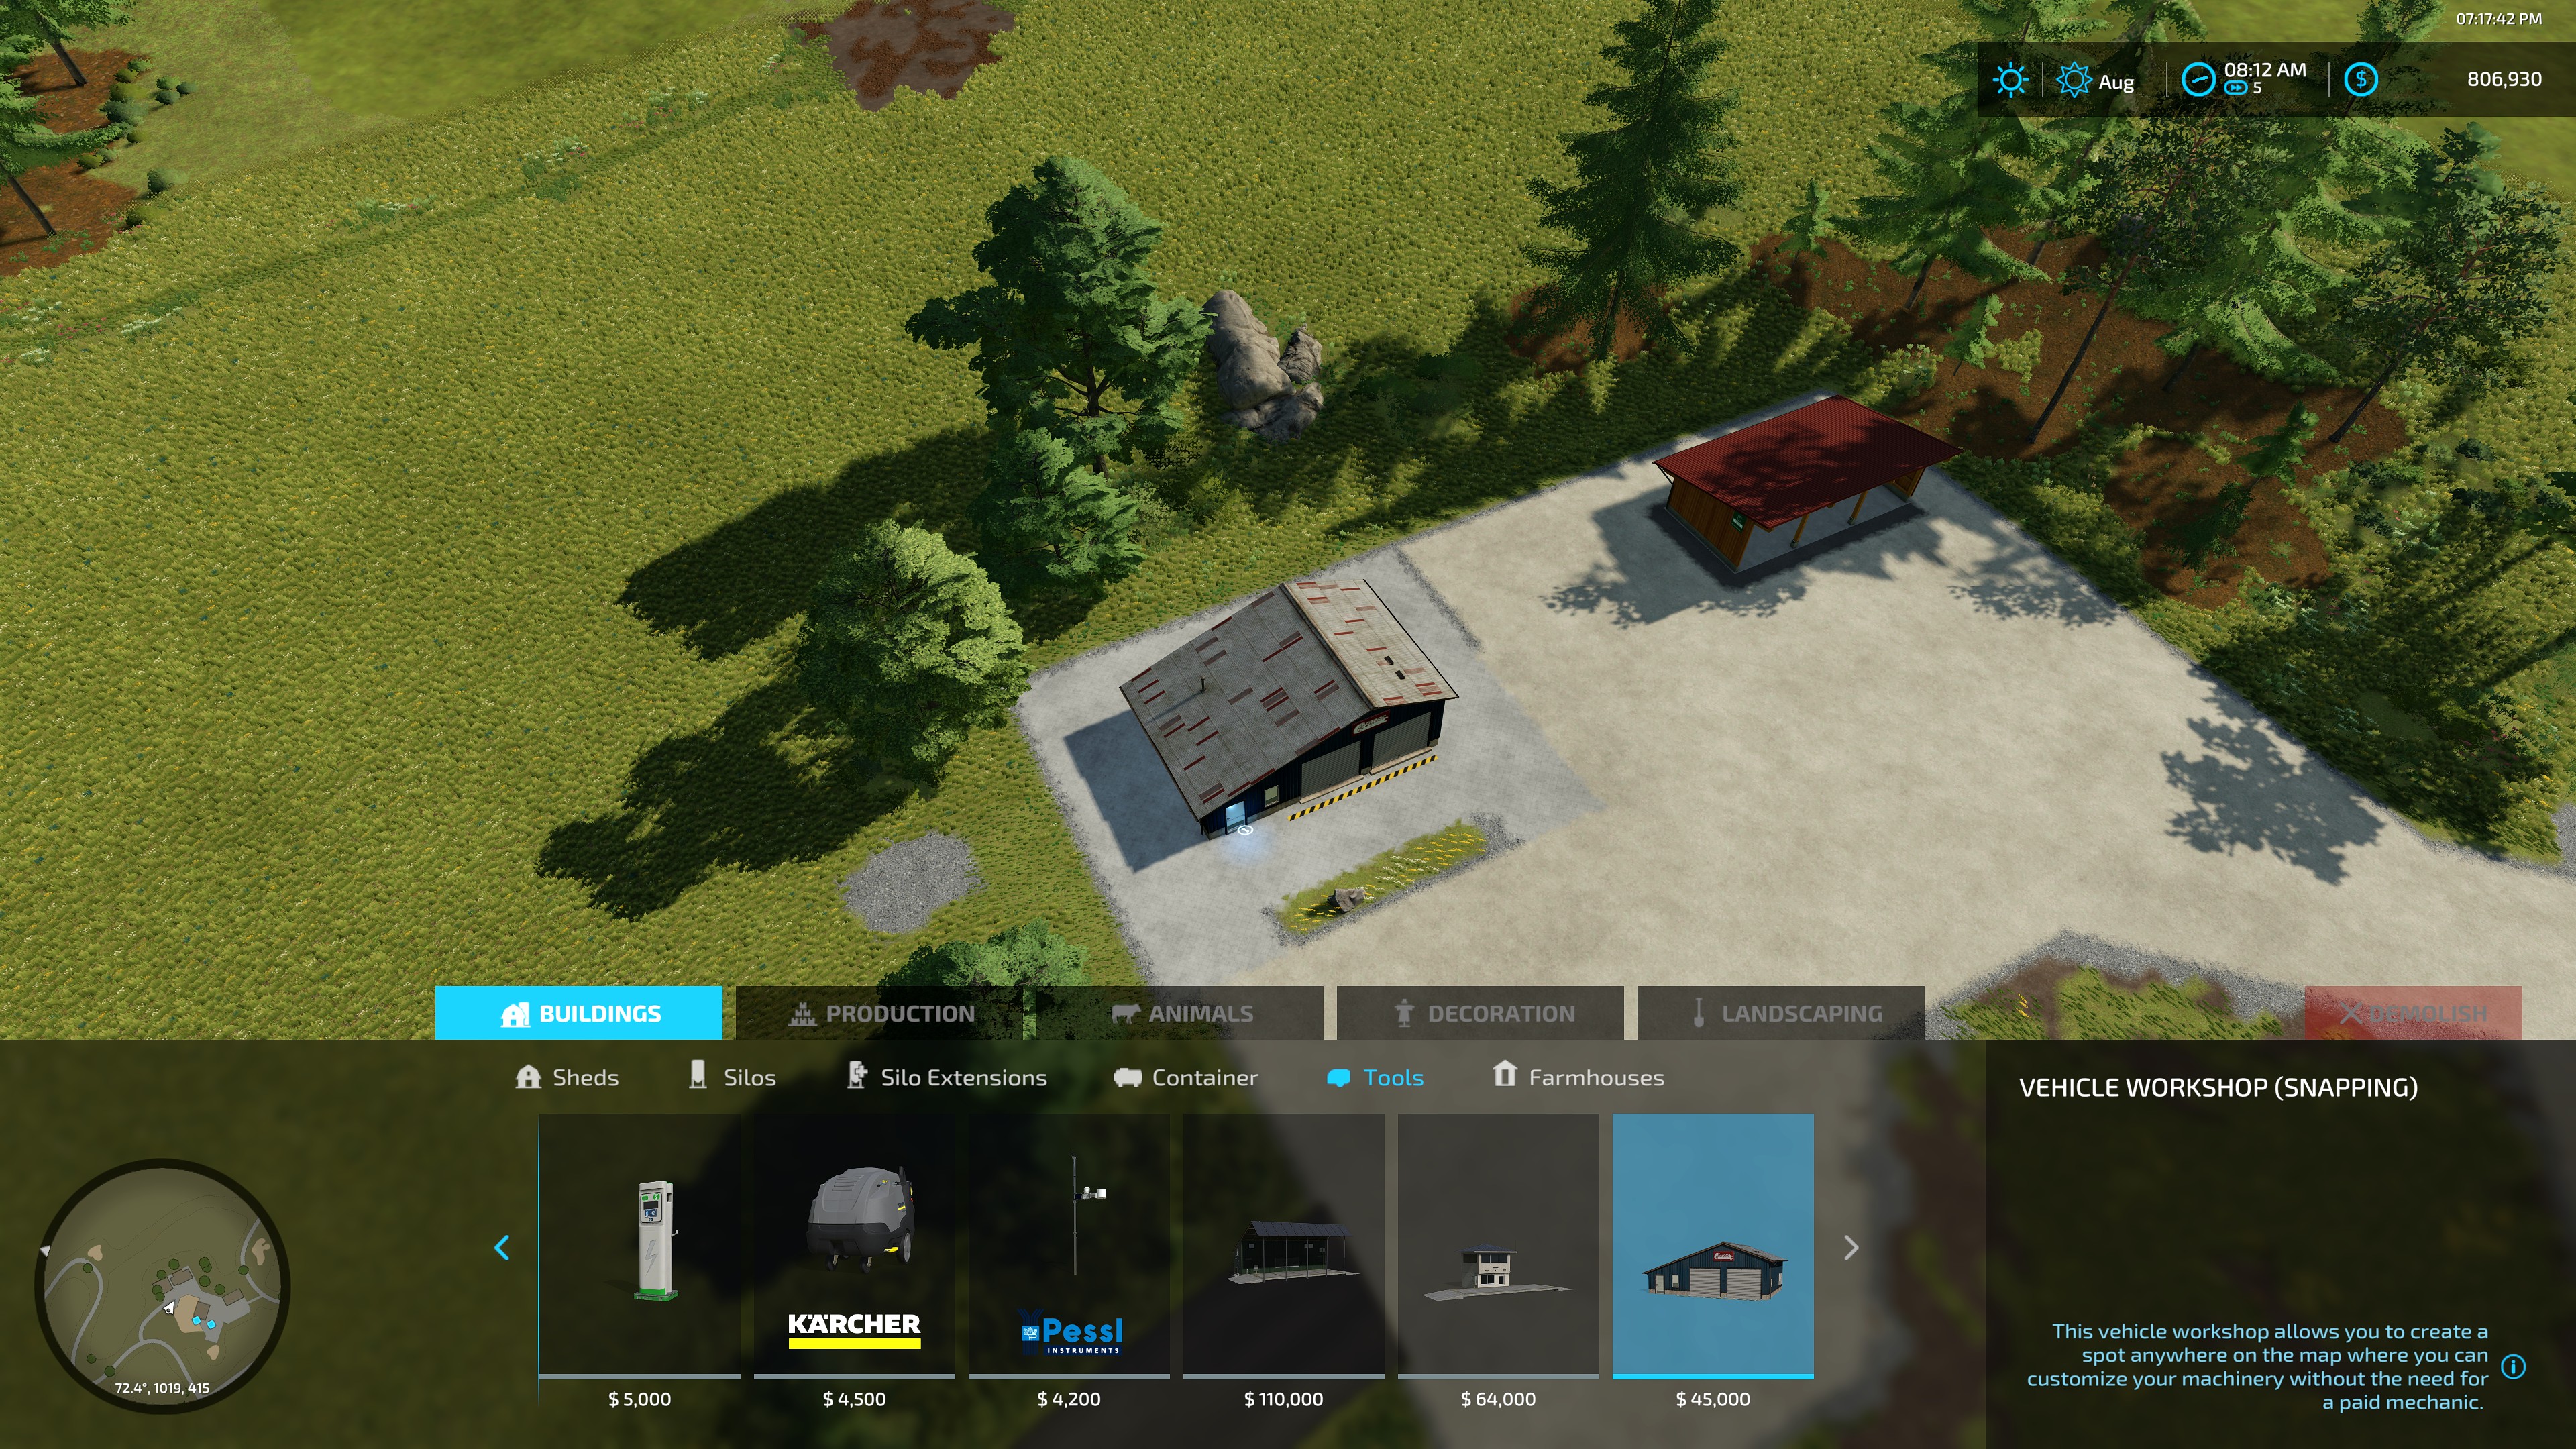 07:17:42 PM
Aug
08:12 AM
5
$
806,930
BUILDINGS
PRODUCTION
ANIMALS
DECORATION
LANDSCAPING
DEMOLISH
Sheds
Silos
Silo Extensions
Container
Tools
Farmhouses
VEHICLE WORKSHOP (SNAPPING)
KÄRCHER
Pessl
INSTRUMENTS
$ 5,000
$ 4,500
$ 4,200
$ 110,000
$ 64,000
$ 45,000
72.4°, 1019, 415
This vehicle workshop allows you to create a
spot anywhere on the map where you can
customize your machinery without the need for
a paid mechanic.